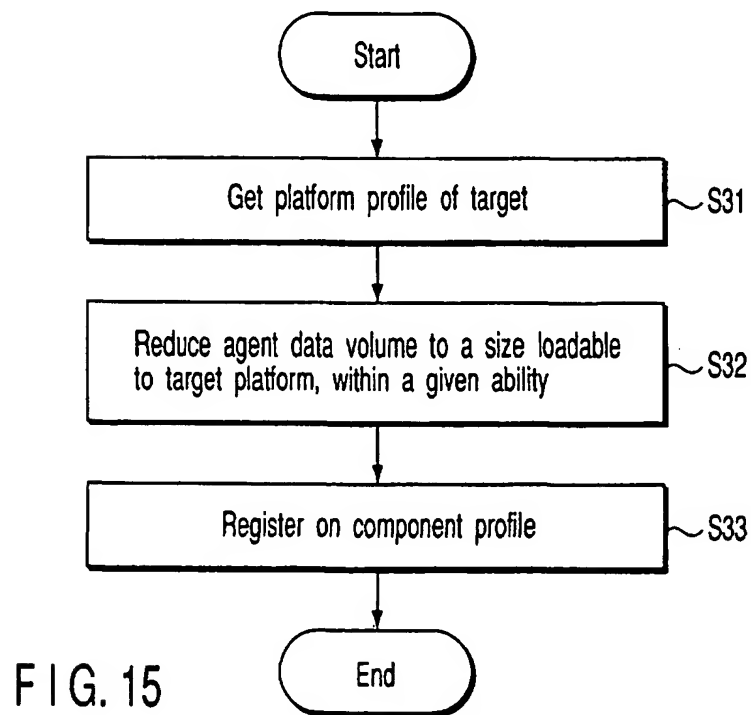 Start
Get platform profile of target
S31
Reduce agent data volume to a size loadable
to target platform, within a given ability
S32
Register on component profile
S33
End
FIG. 15